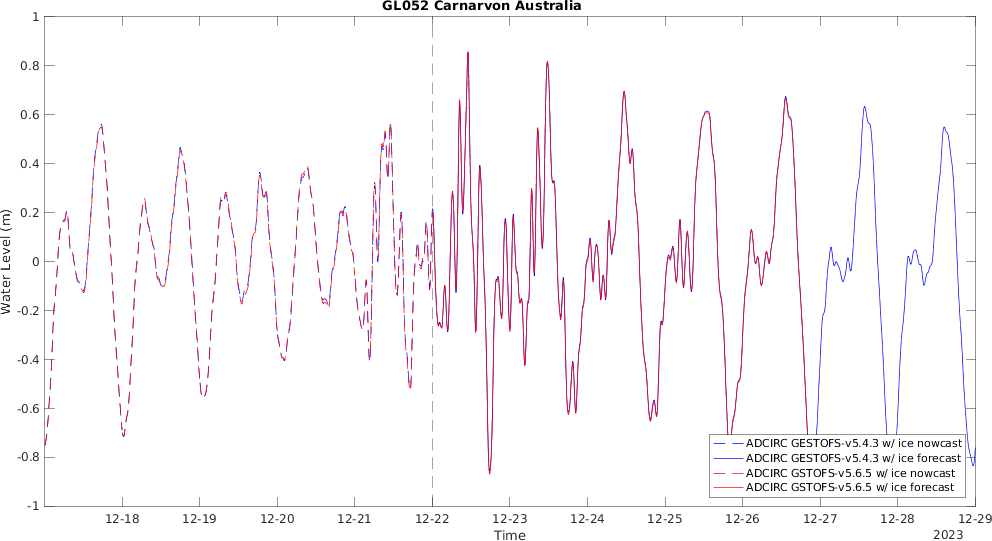 GL052 Carnarvon Australia
Water Level (m)
1
0.8
0.6
0.4
0.2
0
-0.2
-0.4
-0.6
-0.8
-1
ADCIRC GESTOFS-v5.4.3 w/ ice nowcast
ADCIRC GESTOFS-v5.4.3 w/ ice forecast
ADCIRC GSTOFS-v5.6.5 w/ ice nowcast
ADCIRC GSTOFS-v5.6.5 w/ ice forecast
12-18 12-19 12-20 12-21 12-22 12-23 12-24 12-25 12-26 12-27 12-28 12-29
Time
2023